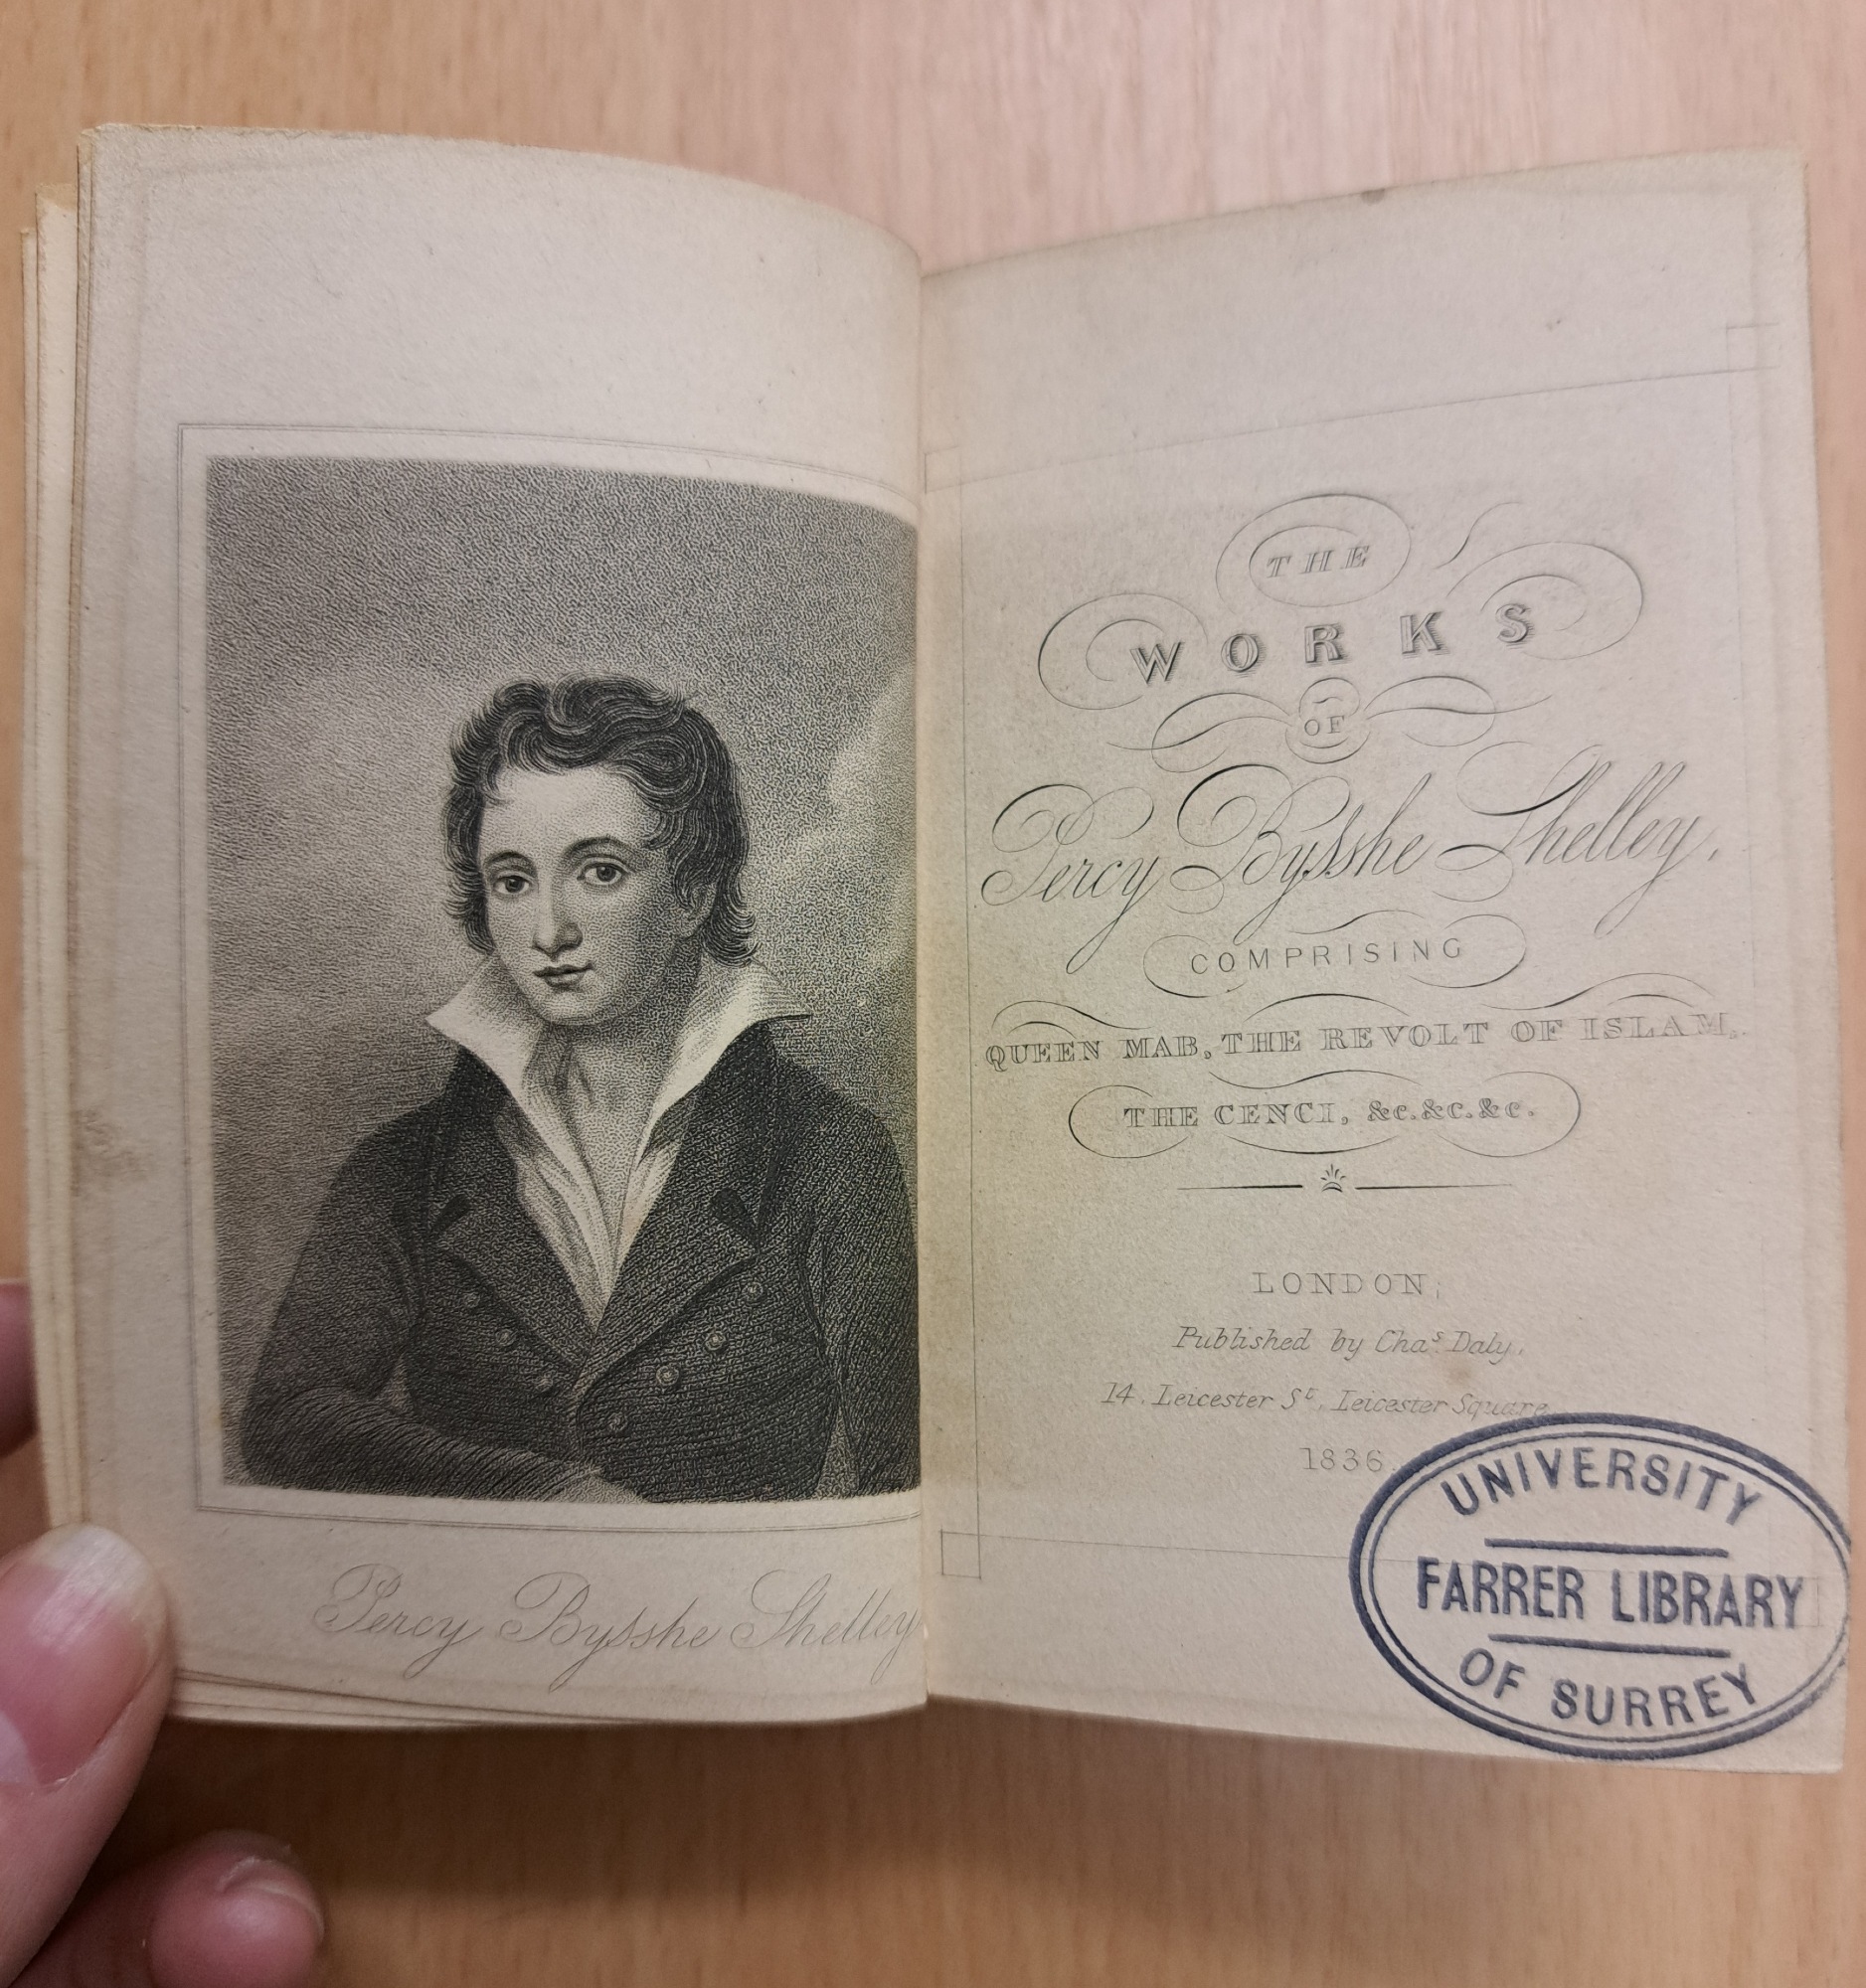 Percy Bysshe Shelley
THE
WORKS
OF
Percy Bysshe Shelley,
COMPRISING
QUEEN MAB, THE REVOLT OF ISLAM,
THE CENCI, &c.&c.&c.
LONDON;
Published by Chaˢ Daly,
14, Leicester Sᵗ, Leicester Square
1836.
UNIVERSITY
FARRER LIBRARY
OF SURREY